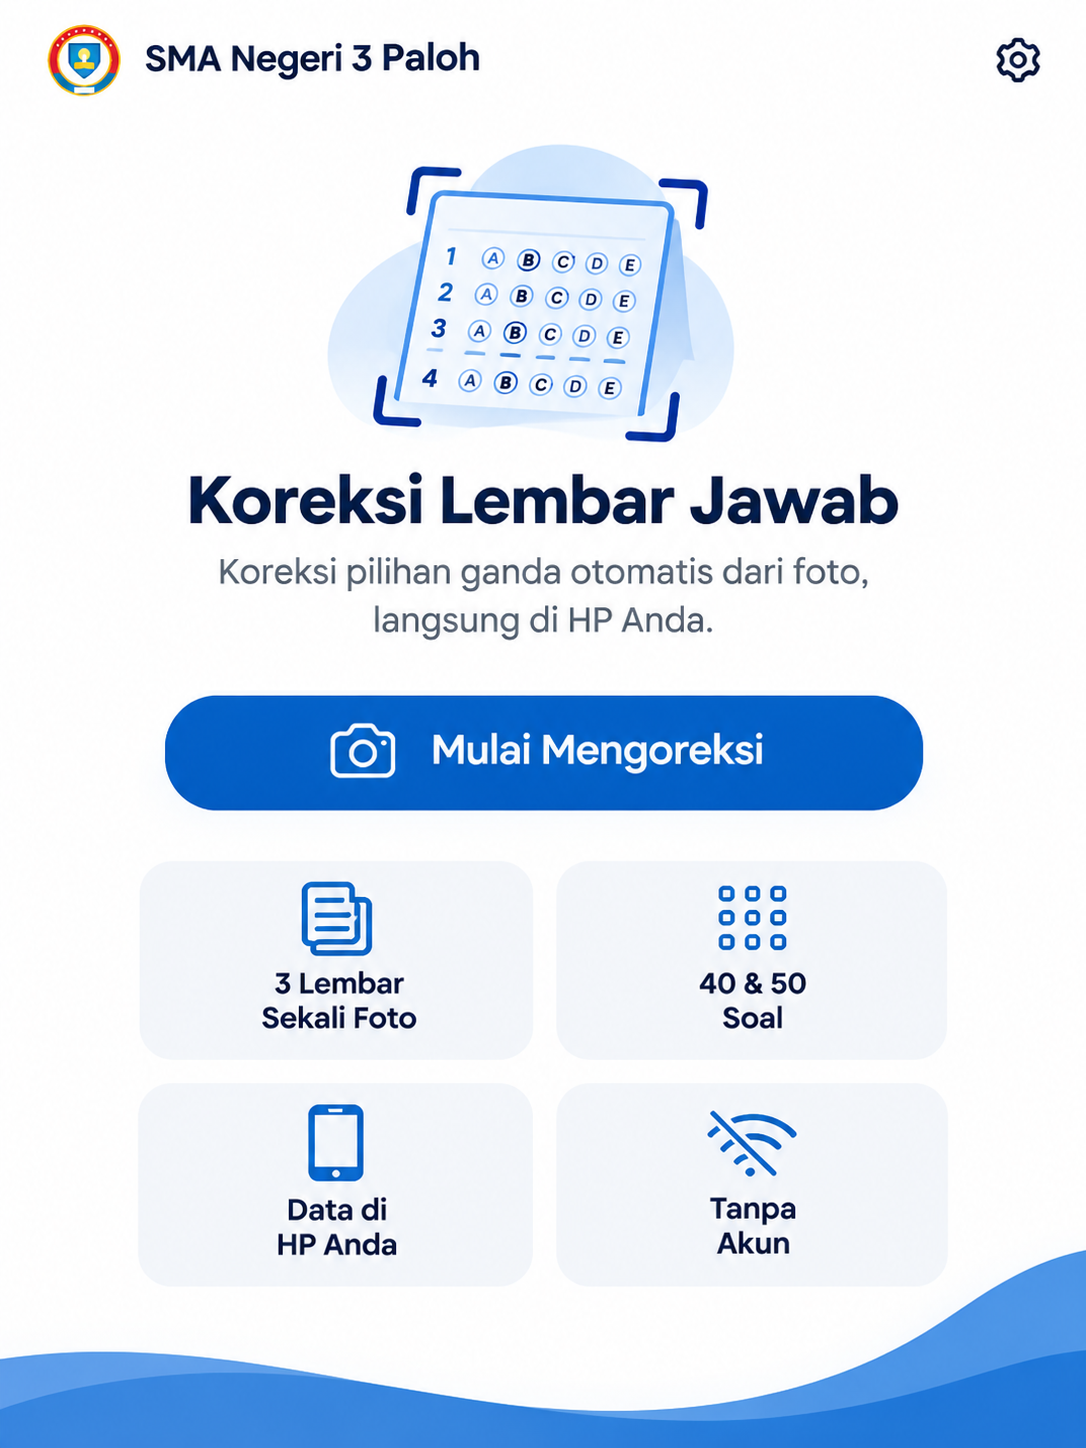 SMA Negeri 3 Paloh
1 A B C D E
2 A B C D E
3 A B C D E
4 A B C D E
Koreksi Lembar Jawab
Koreksi pilihan ganda otomatis dari foto,
langsung di HP Anda.
Mulai Mengoreksi
3 Lembar
Sekali Foto
40 & 50
Soal
Data di
HP Anda
Tanpa
Akun